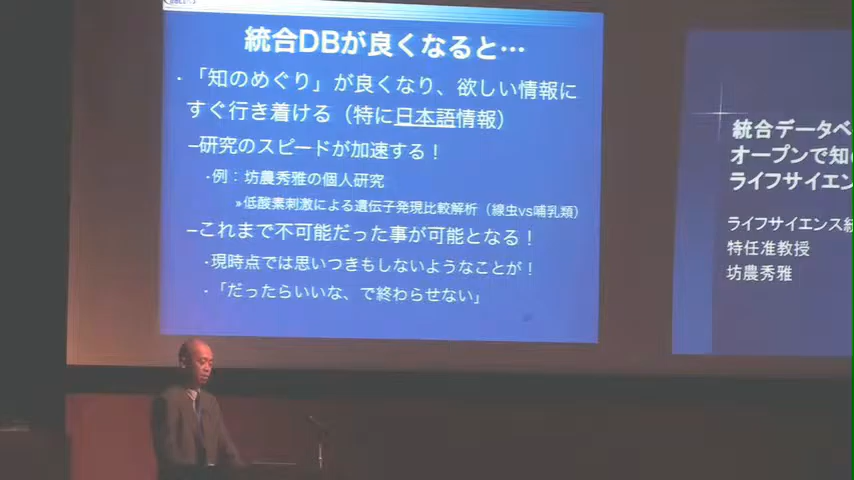 統合DBが良くなると…
・「知のめぐり」が良くなり、欲しい情報に
すぐ行き着ける（特に日本語情報）
–研究のスピードが加速する！
・例：坊農秀雅の個人研究
»低酸素刺激による遺伝子発現比較解析（線虫vs哺乳類）
–これまで不可能だった事が可能となる！
・現時点では思いつきもしないようなことが！
・「だったらいいな、で終わらせない」
統合データベ
オープンで知
ライフサイエン
ライフサイエンス統
特任准教授
坊農秀雅